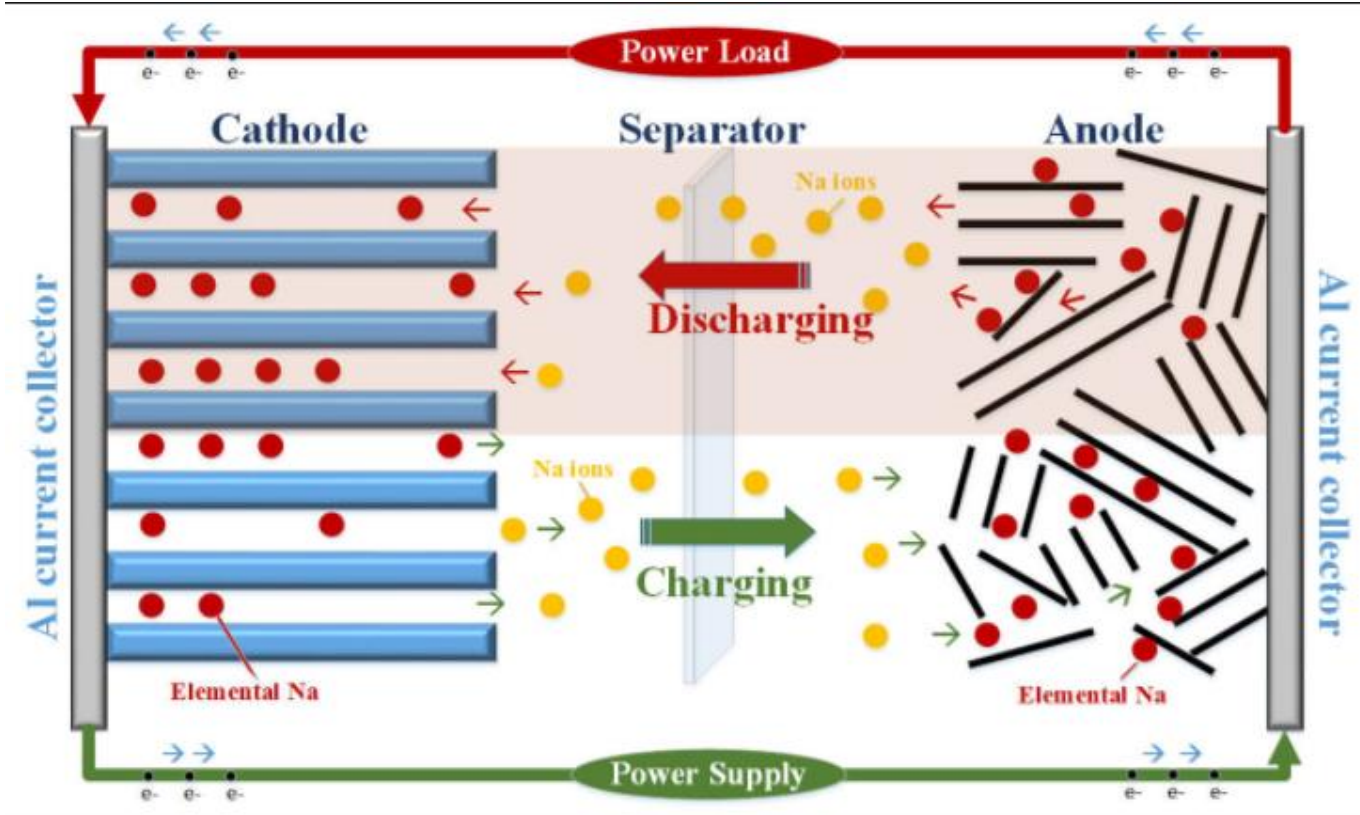 Power Load
e- e- e-
e- e- e-
Cathode
Separator
Anode
Na ions
Discharging
Al current collector
Al current collector
Na ions
Charging
Elemental Na
Elemental Na
Power Supply
e- e- e-
e- e- e-